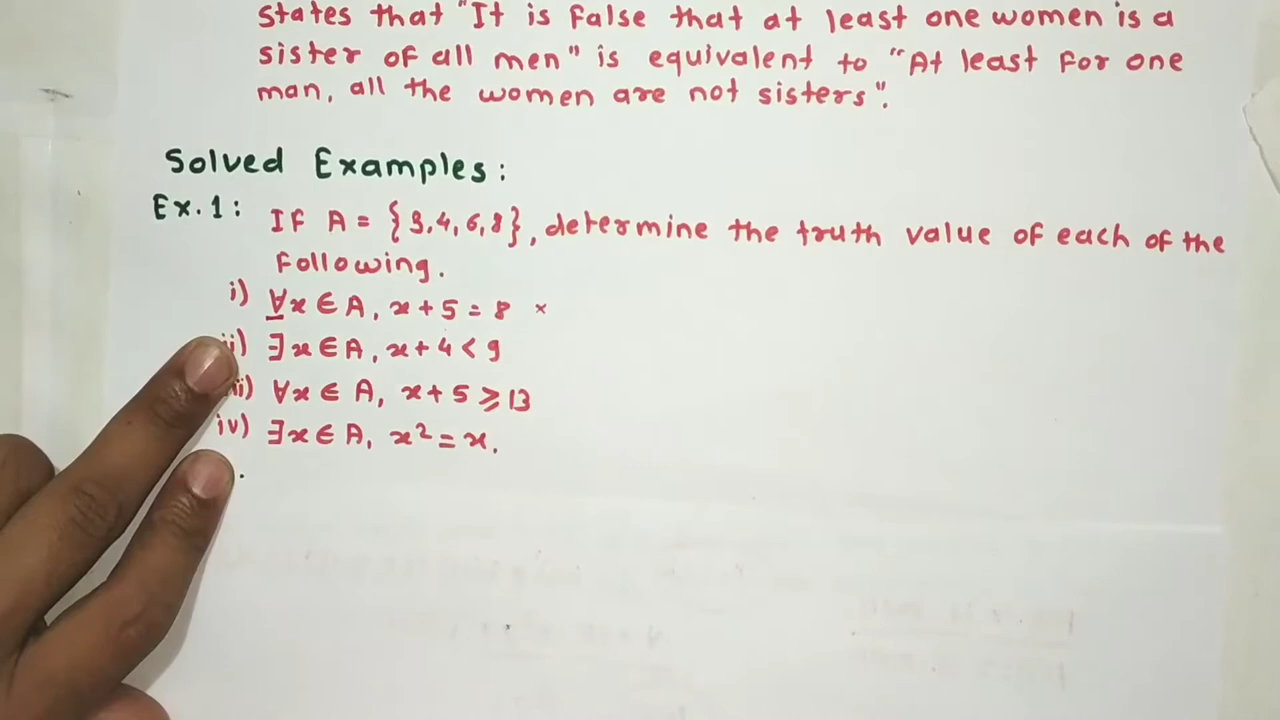 States that "It is False that at least one women is a
sister of all men" is equivalent to "At least for one
man, all the women are not sisters".
Solved Examples:
Ex.1: IF A = {3,4,6,8}, determine the truth value of each of the
Following.
i) ∀x ∈ A, x + 5 = 8 ×
ii) ∃x ∈ A, x + 4 < 9
iii) ∀x ∈ A, x + 5 ⩾ 13
iv) ∃x ∈ A, x² = x.